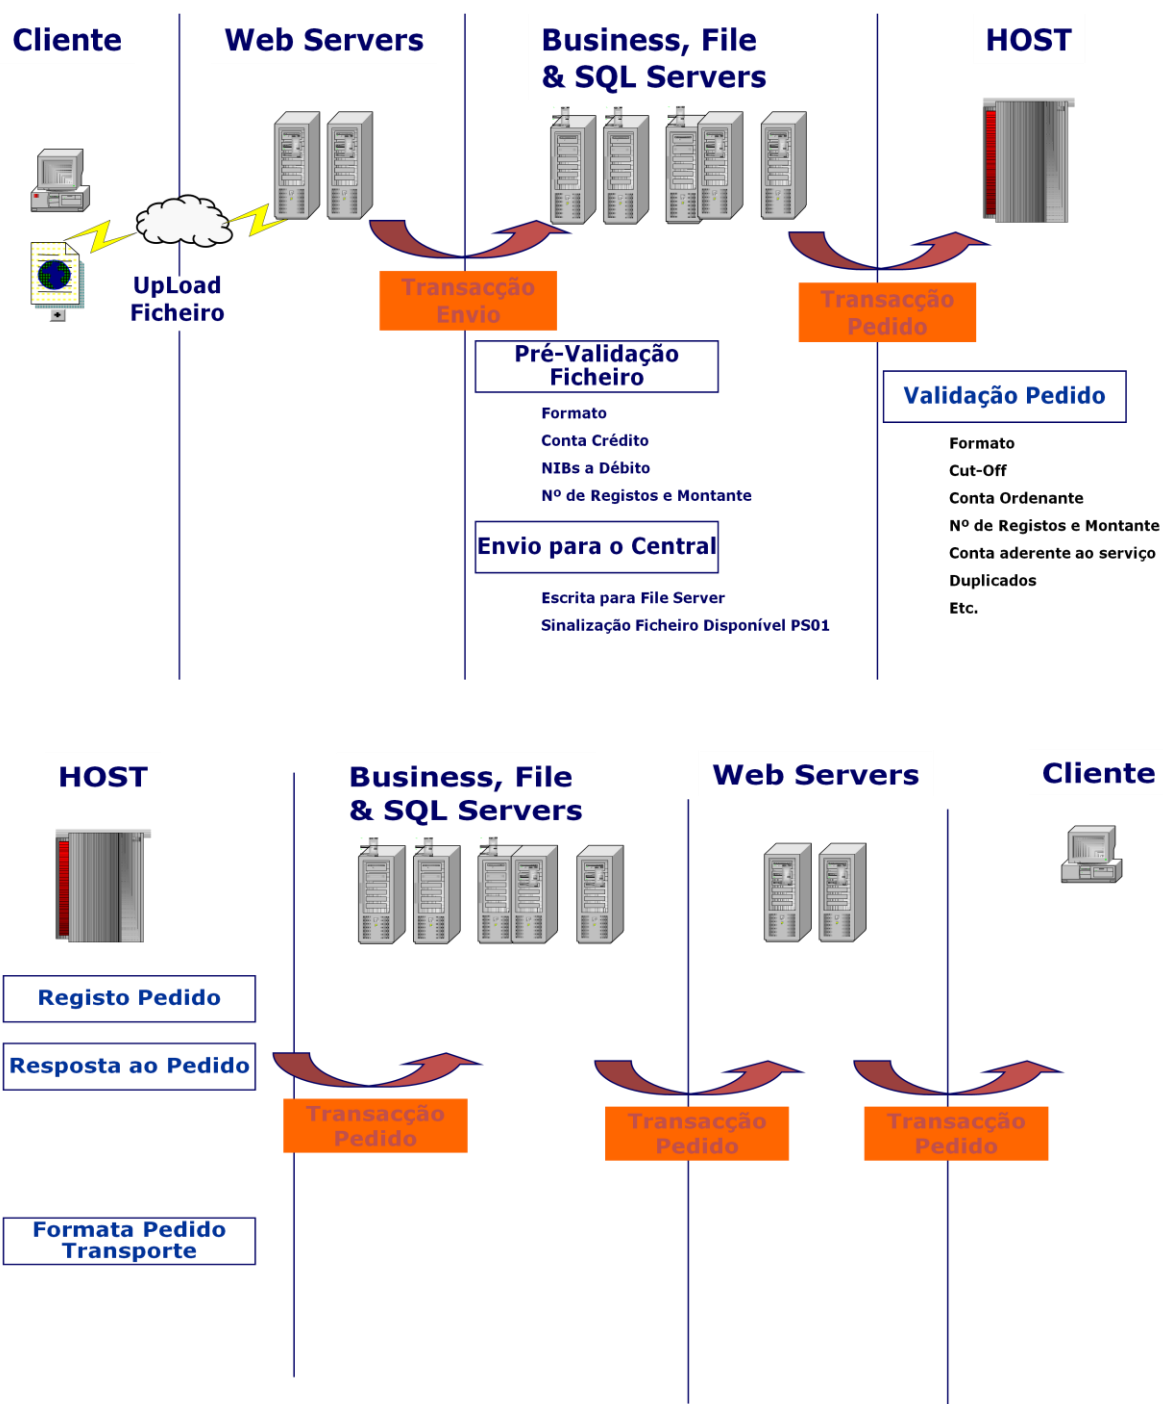 Cliente
Web Servers
Business, File
& SQL Servers
HOST
UpLoad
Ficheiro
Transacção
Envio
Transacção
Pedido
Pré-Validação
Ficheiro
Formato
Conta Crédito
NIBs a Débito
Nº de Registos e Montante
Envio para o Central
Escrita para File Server
Sinalização Ficheiro Disponível PS01
Validação Pedido
Formato
Cut-Off
Conta Ordenante
Nº de Registos e Montante
Conta aderente ao serviço
Duplicados
Etc.
HOST
Business, File
& SQL Servers
Web Servers
Cliente
Registo Pedido
Resposta ao Pedido
Transacção
Pedido
Transacção
Pedido
Transacção
Pedido
Formata Pedido
Transporte